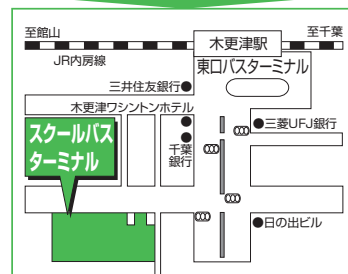 至館山
至千葉
木更津駅
JR内房線
東口バスターミナル
三井住友銀行
木更津ワシントンホテル
スクールバス
ターミナル
千葉
銀行
三菱UFJ銀行
日の出ビル